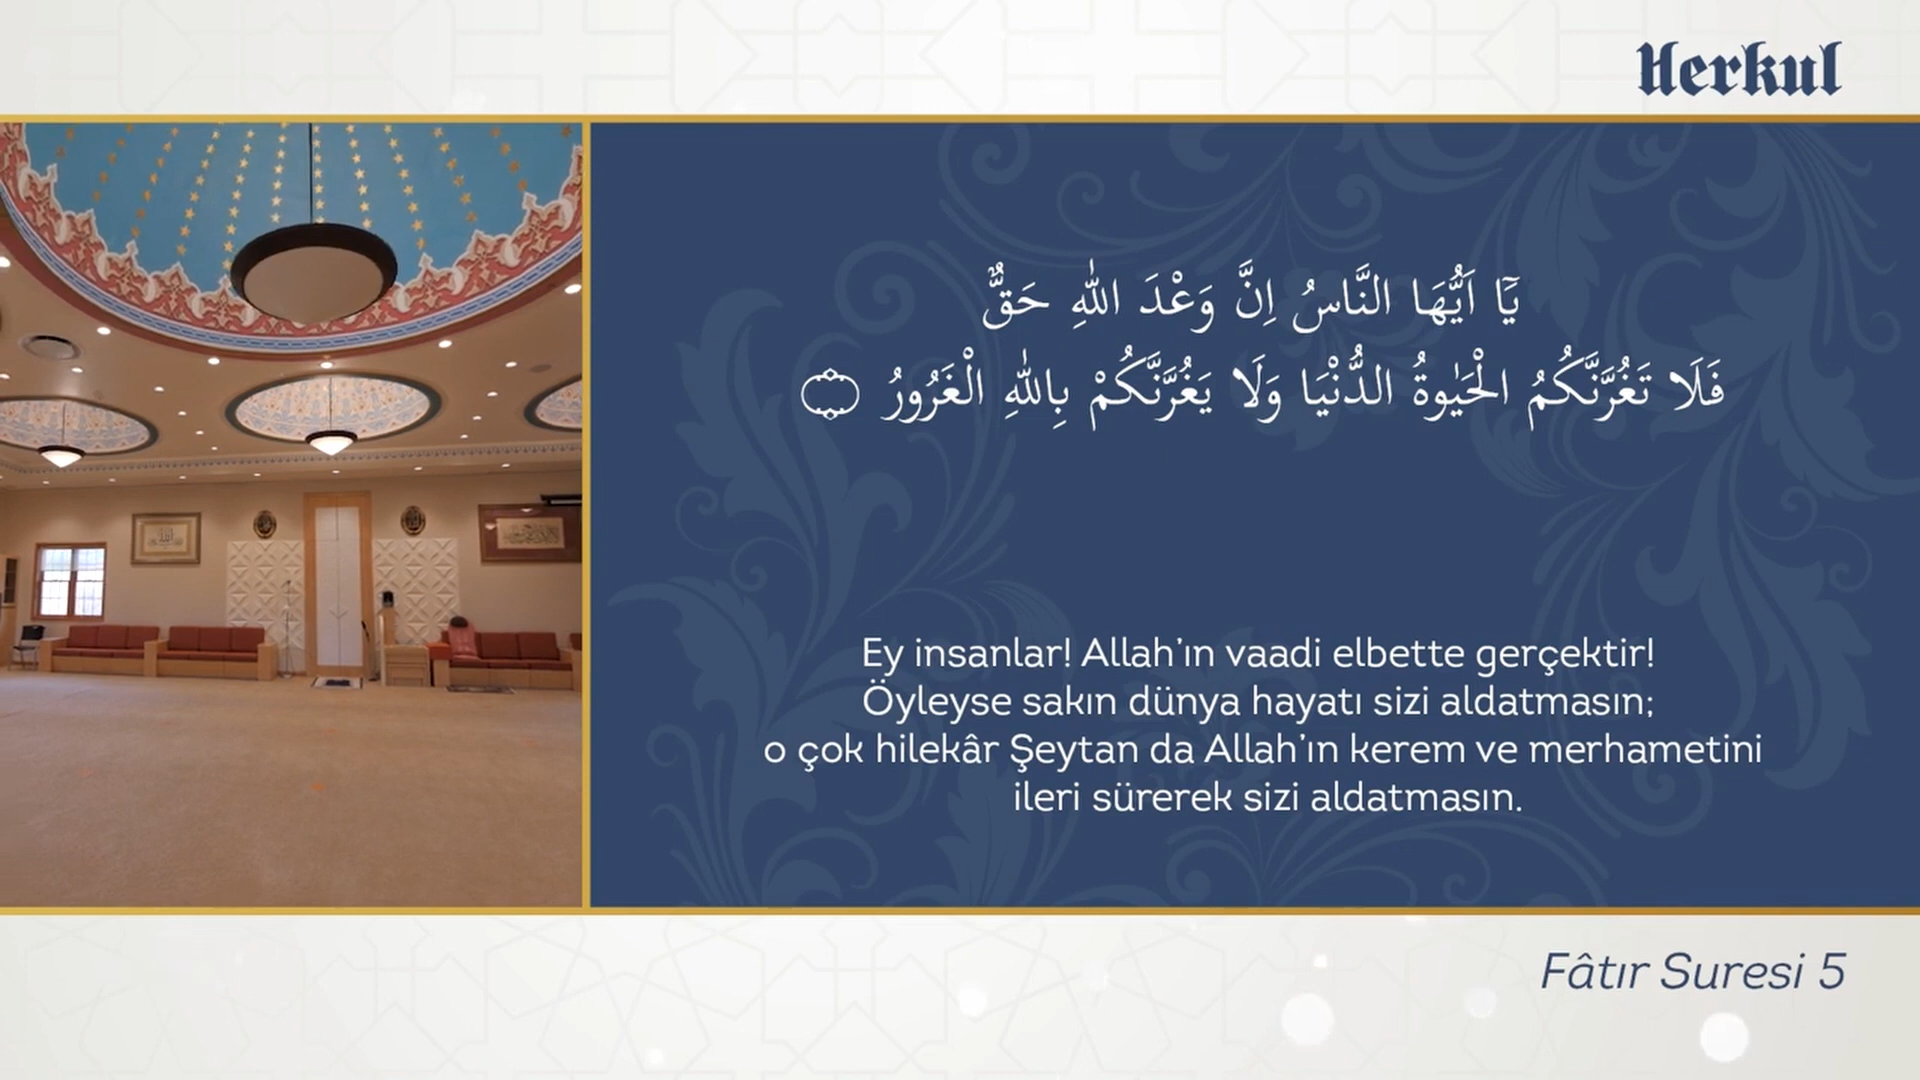 Herkul
يَٓا اَيُّهَا النَّاسُ اِنَّ وَعْدَ اللّٰهِ حَقٌّ
فَلَا تَغُرَّنَّكُمُ الْحَيٰوةُ الدُّنْيَا وَلَا يَغُرَّنَّكُمْ بِاللّٰهِ الْغَرُورُ
Ey insanlar! Allah’ın vaadi elbette gerçektir!
Öyleyse sakın dünya hayatı sizi aldatmasın;
o çok hilekâr Şeytan da Allah’ın kerem ve merhametini
ileri sürerek sizi aldatmasın.
Fâtır Suresi 5